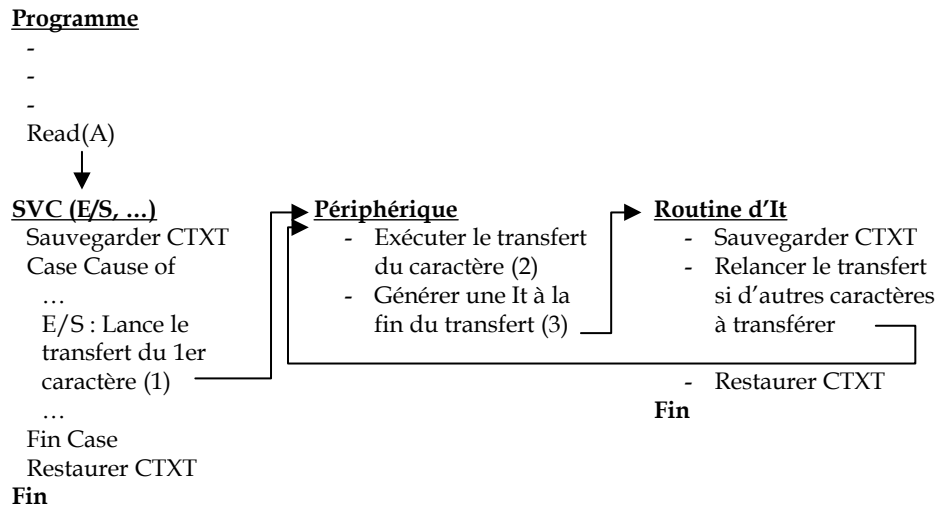 Programme
-
-
-
Read(A)
SVC (E/S, …)
Sauvegarder CTXT
Case Cause of
…
E/S : Lance le
transfert du 1er
caractère (1)
…
Fin Case
Restaurer CTXT
Fin
Périphérique
- Exécuter le transfert
du caractère (2)
- Générer une It à la
fin du transfert (3)
Routine d'It
- Sauvegarder CTXT
- Relancer le transfert
si d'autres caractères
à transférer
- Restaurer CTXT
Fin